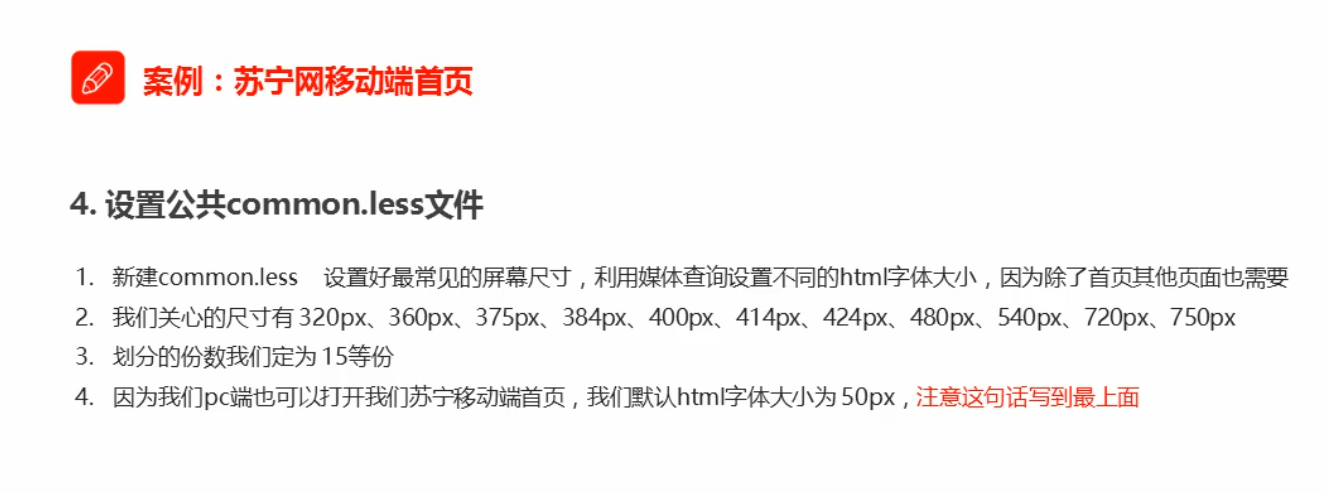 案例：苏宁网移动端首页
4. 设置公共common.less文件
1. 新建common.less 设置好最常见的屏幕尺寸，利用媒体查询设置不同的html字体大小，因为除了首页其他页面也需要
2. 我们关心的尺寸有 320px、360px、375px、384px、400px、414px、424px、480px、540px、720px、750px
3. 划分的份数我们定为 15等份
4. 因为我们pc端也可以打开我们苏宁移动端首页，我们默认html字体大小为 50px，注意这句话写到最上面